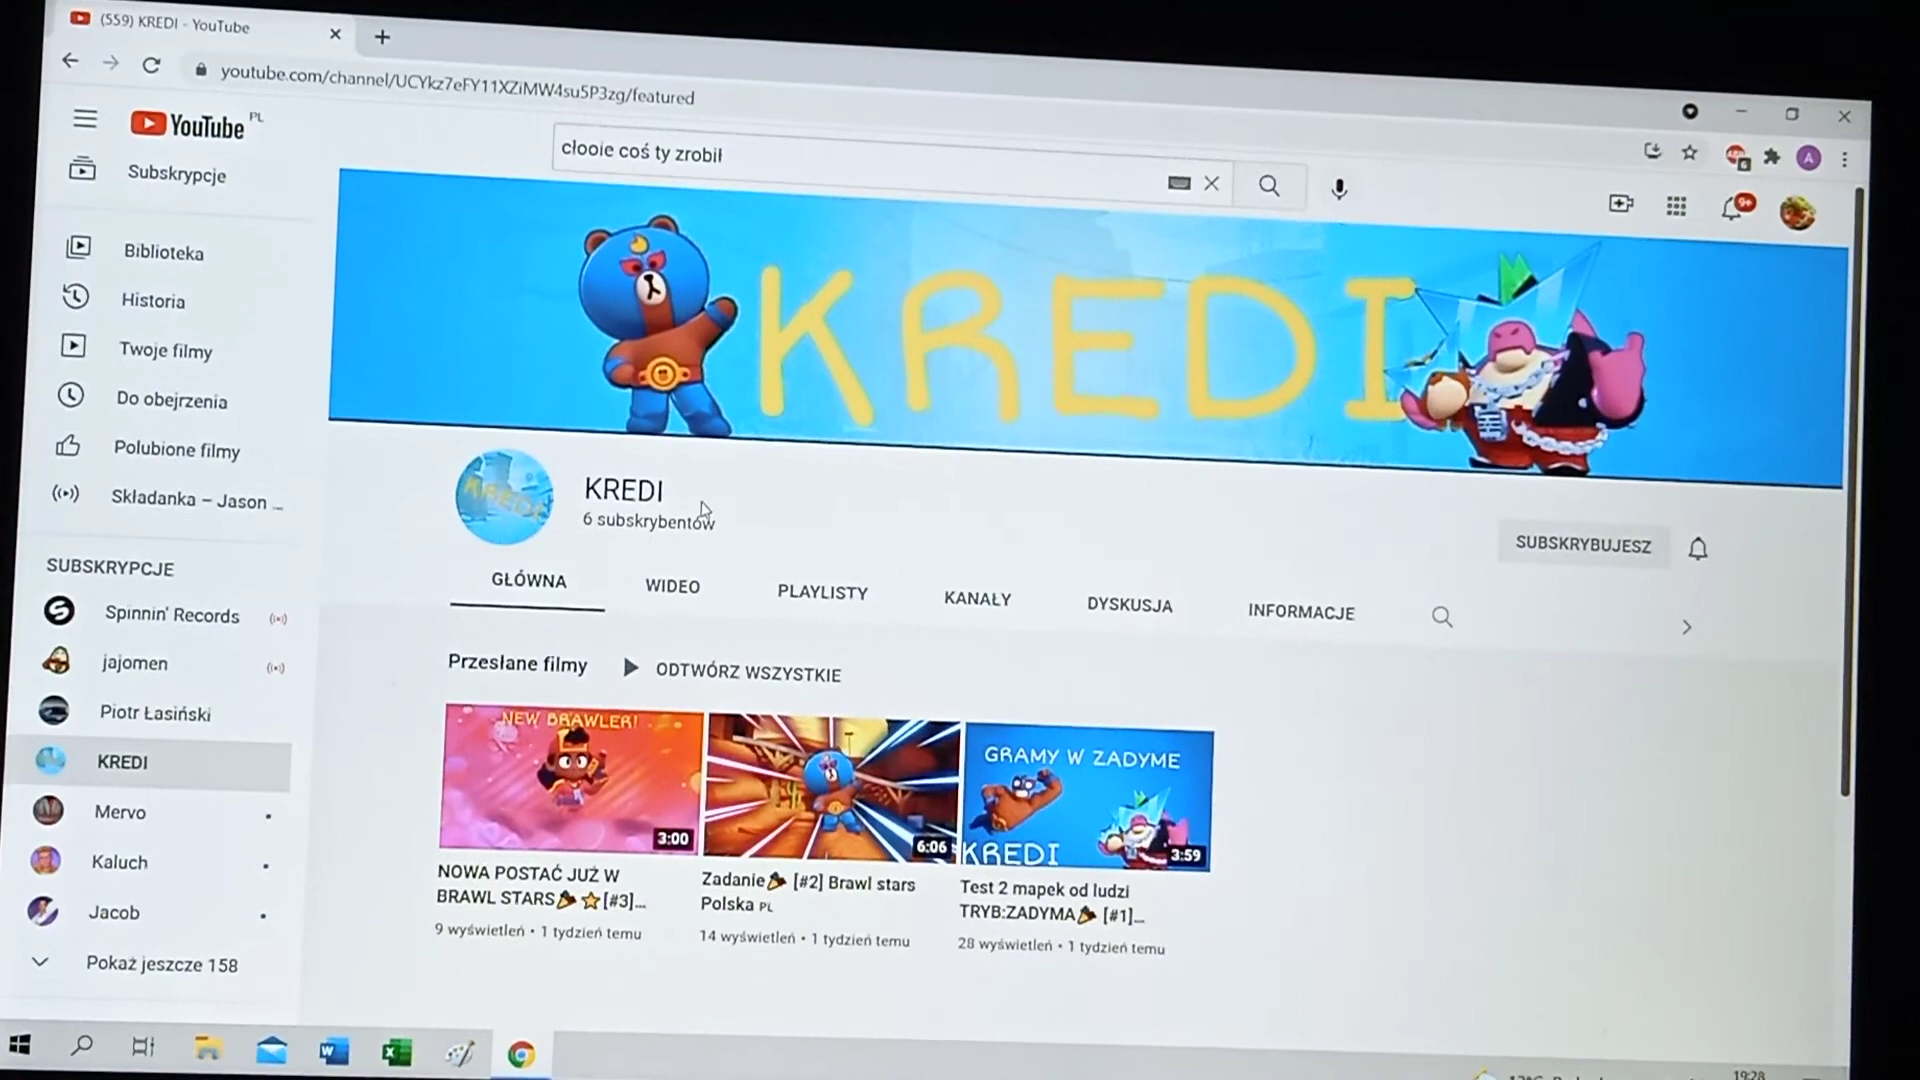 (559) KREDI - YouTube
youtube.com/channel/UCYkz7eFY11XZiMW4su5P3zg/featured
YouTube PL
cłooie coś ty zrobił
A
9+
Subskrypcje
Biblioteka
Historia
Twoje filmy
Do obejrzenia
Polubione filmy
Składanka – Jason ...
SUBSKRYPCJE
Spinnin' Records
jajomen
Piotr Łasiński
KREDI
Mervo
Kaluch
Jacob
Pokaż jeszcze 158
KREDI
KREDI
KREDI
6 subskrybentów
SUBSKRYBUJESZ
GŁÓWNA WIDEO PLAYLISTY KANAŁY DYSKUSJA INFORMACJE
Przesłane filmy ODTWÓRZ WSZYSTKIE
NEW BRAWLER!
3:00
NOWA POSTAĆ JUŻ W
BRAWL STARS🎉⭐[#3]...
9 wyświetleń • 1 tydzień temu
6:06
Zadanie🎉 [#2] Brawl stars
Polska PL
14 wyświetleń • 1 tydzień temu
GRAMY W ZADYME
KREDI
3:59
Test 2 mapek od ludzi
TRYB:ZADYMA🎉 [#1]...
28 wyświetleń • 1 tydzień temu
19:28